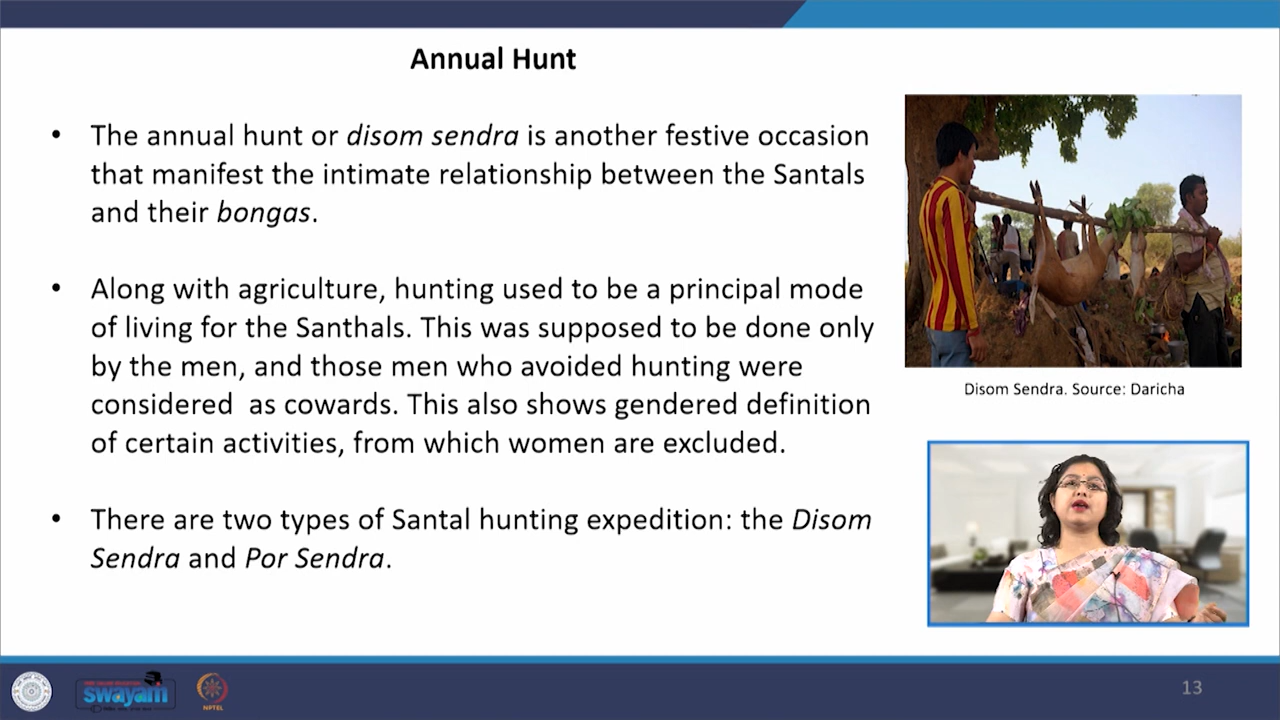 Annual Hunt
• The annual hunt or disom sendra is another festive occasion
that manifest the intimate relationship between the Santals
and their bongas.
• Along with agriculture, hunting used to be a principal mode
of living for the Santhals. This was supposed to be done only
by the men, and those men who avoided hunting were
considered  as cowards. This also shows gendered definition
of certain activities, from which women are excluded.
• There are two types of Santal hunting expedition: the Disom
Sendra and Por Sendra.
Disom Sendra. Source: Daricha
swayam
NPTEL
13